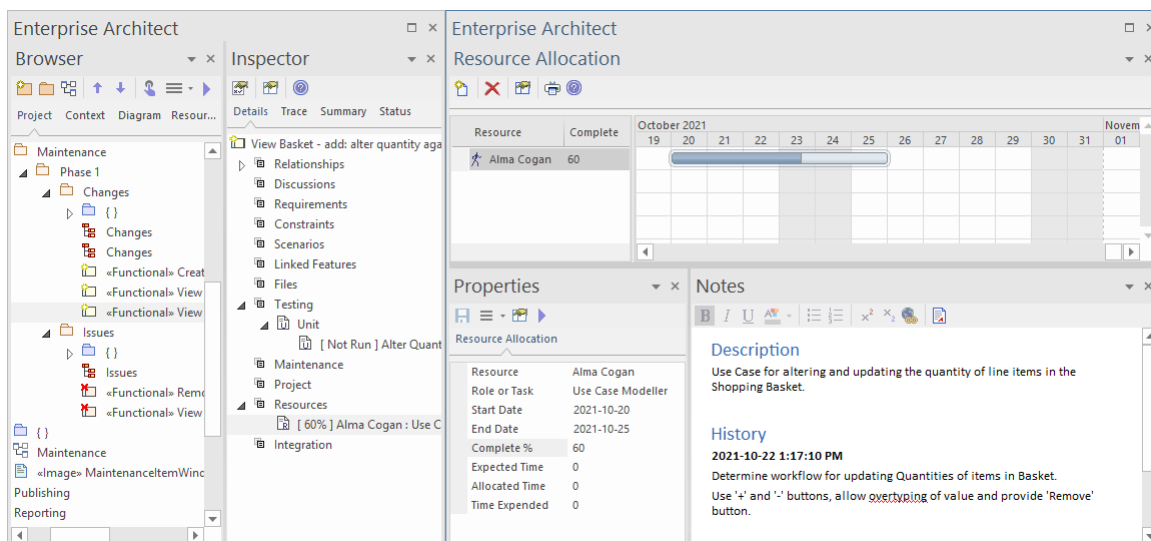 Enterprise Architect
Browser
Project Context Diagram Resour...
Maintenance
Phase 1
Changes
{ }
Changes
Changes
«Functional» Creat
«Functional» View
«Functional» View
Issues
{ }
Issues
«Functional» Remo
«Functional» View
{ }
Maintenance
«Image» MaintenanceItemWinc
Publishing
Reporting
Inspector
Details Trace Summary Status
View Basket - add: alter quantity aga
Relationships
Discussions
Requirements
Constraints
Scenarios
Linked Features
Files
Testing
Unit
[ Not Run ] Alter Quant
Maintenance
Project
Resources
[ 60% ] Alma Cogan : Use C
Integration
Enterprise Architect
Resource Allocation
Resource Complete October 2021 Novem
19 20 21 22 23 24 25 26 27 28 29 30 31 01
Alma Cogan 60
Properties
Resource Allocation
Resource Alma Cogan
Role or Task Use Case Modeller
Start Date 2021-10-20
End Date 2021-10-25
Complete % 60
Expected Time 0
Allocated Time 0
Time Expended 0
Notes
B I U A x² x₂
Description
Use Case for altering and updating the quantity of line items in the
Shopping Basket.
History
2021-10-22 1:17:10 PM
Determine workflow for updating Quantities of items in Basket.
Use '+' and '-' buttons, allow overtyping of value and provide 'Remove'
button.